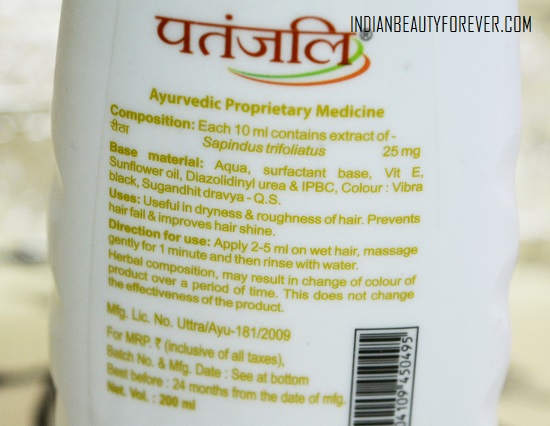 INDIANBEAUTYFOREVER.COM
पतंजलि®
Ayurvedic Proprietary Medicine
Composition: Each 10 ml contains extract of -
रीठा Sapindus trifoliatus 25 mg
Base material: Aqua, surfactant base, Vit E,
Sunflower oil, Diazolidinyl urea & IPBC, Colour : Vibra
black, Sugandhit dravya - Q.S.
Uses: Useful in dryness & roughness of hair. Prevents
hair fall & improves hair shine.
Direction for use: Apply 2-5 ml on wet hair, massage
gently for 1 minute and then rinse with water.
Herbal composition, may result in change of colour of
product over a period of time. This does not change
the effectiveness of the product.
Mfg. Lic. No. Uttra/Ayu-181/2009
For MRP. ₹ (inclusive of all taxes),
Batch No. & Mfg. Date : See at bottom
Best before : 24 months from the date of mfg.
Net. Vol. : 200 ml
04109 450495